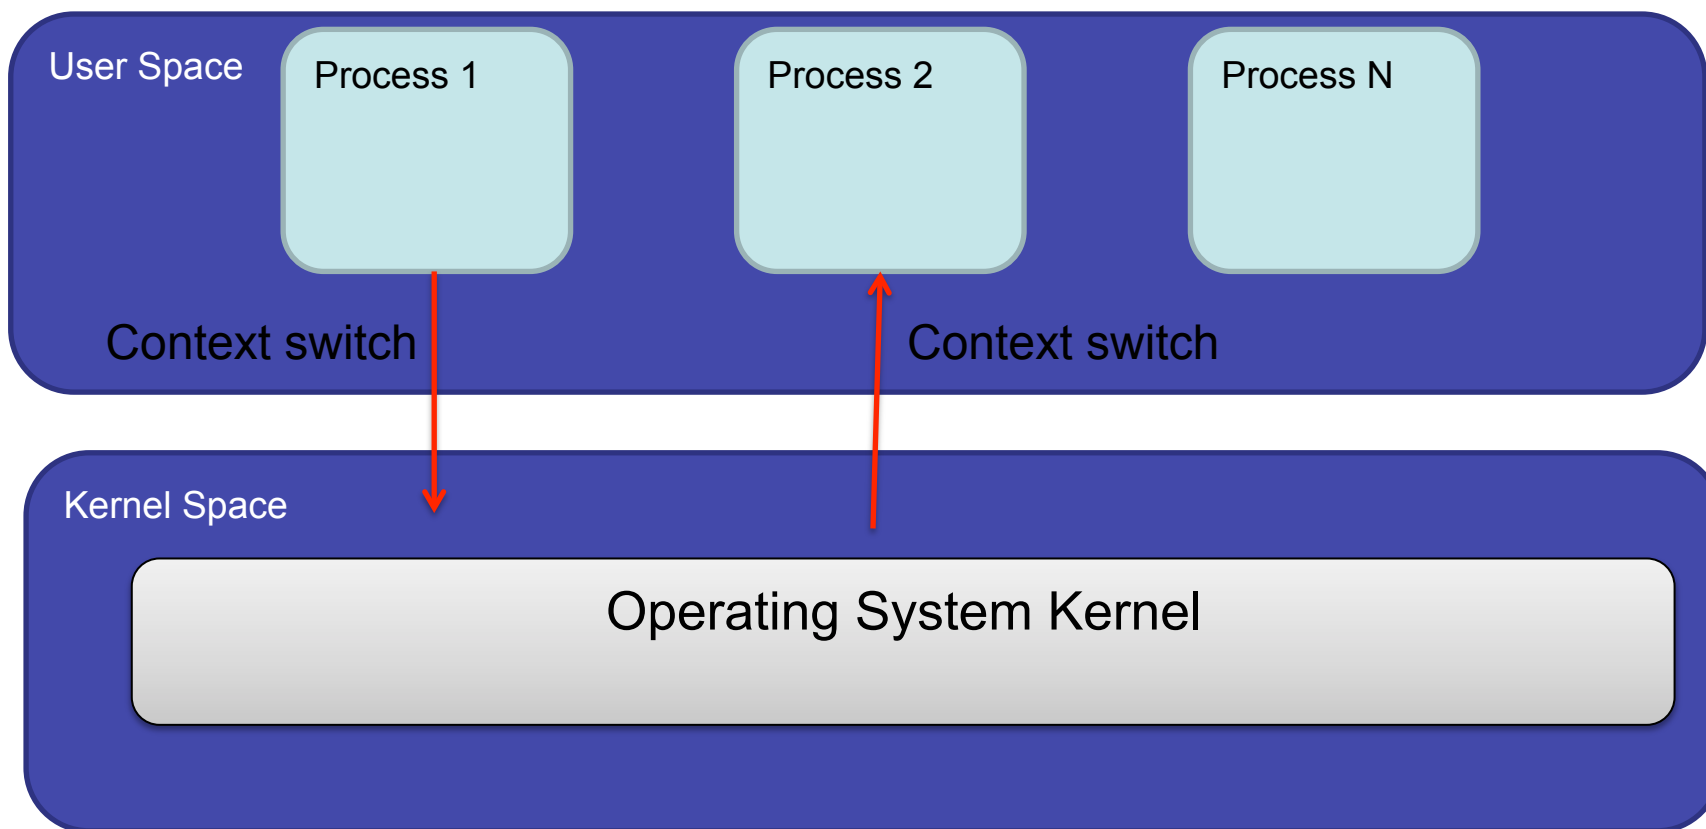 User Space
Process 1
Process 2
Process N
Context switch
Context switch
Kernel Space
Operating System Kernel